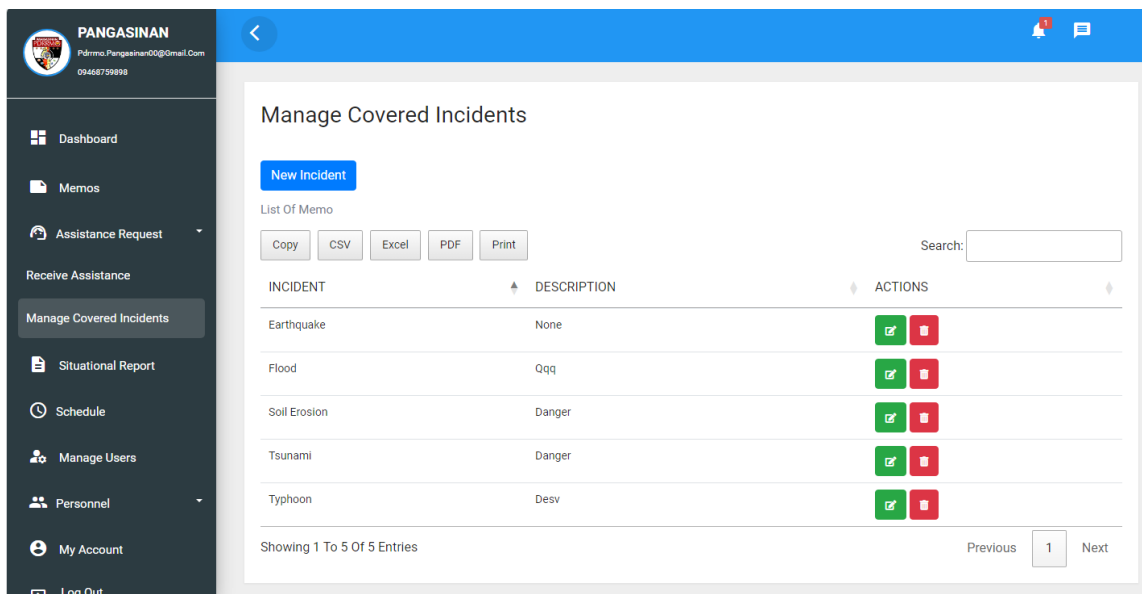 PANGASINAN
Pdrrmo.Pangasinan00@Gmail.Com
09468759898
1
Dashboard
Memos
Assistance Request
Receive Assistance
Manage Covered Incidents
Situational Report
Schedule
Manage Users
Personnel
My Account
Log Out
Manage Covered Incidents
New Incident
List Of Memo
Copy CSV Excel PDF Print Search:
INCIDENT DESCRIPTION ACTIONS
Earthquake None
Flood Qqq
Soil Erosion Danger
Tsunami Danger
Typhoon Desv
Showing 1 To 5 Of 5 Entries Previous 1 Next